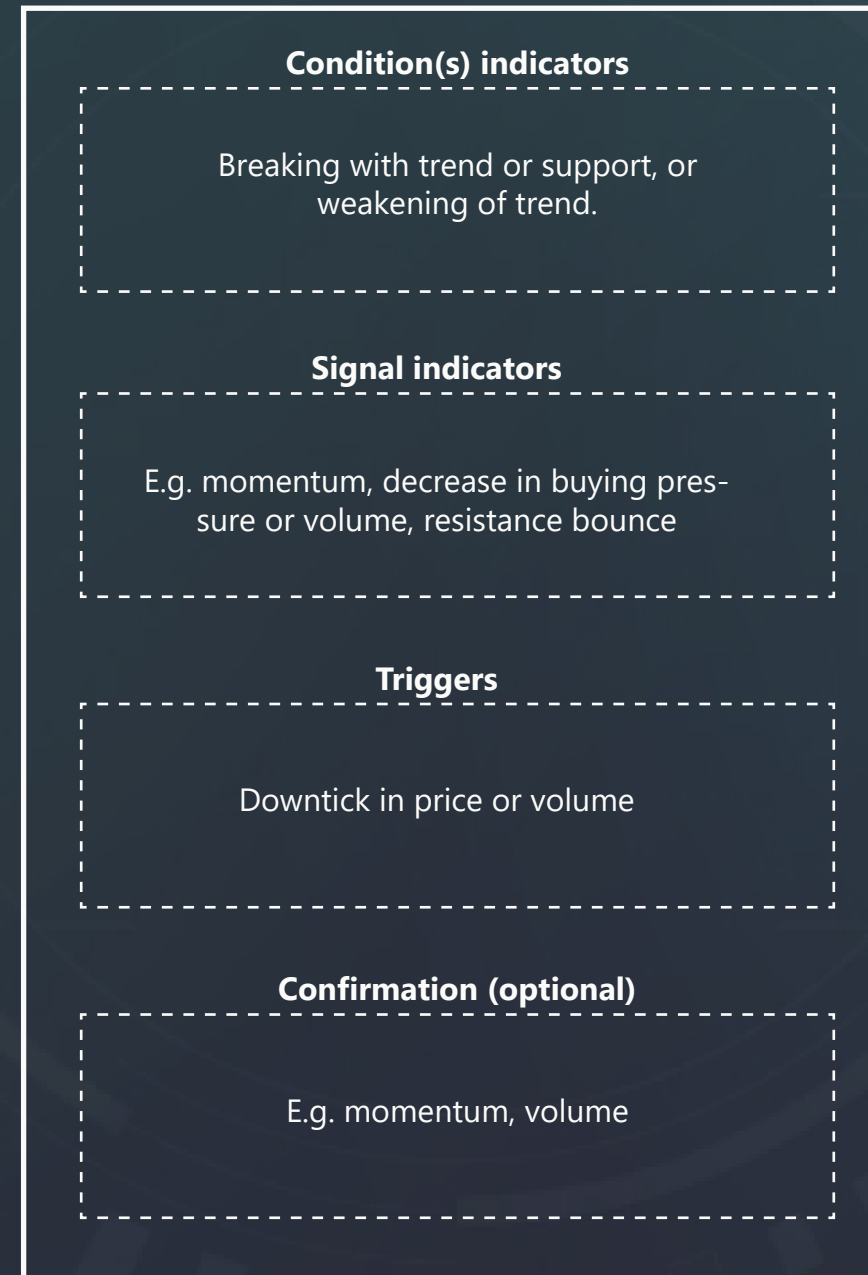 Condition(s) indicators
Breaking with trend or support, or
weakening of trend.
Signal indicators
E.g. momentum, decrease in buying pres-
sure or volume, resistance bounce
Triggers
Downtick in price or volume
Confirmation (optional)
E.g. momentum, volume